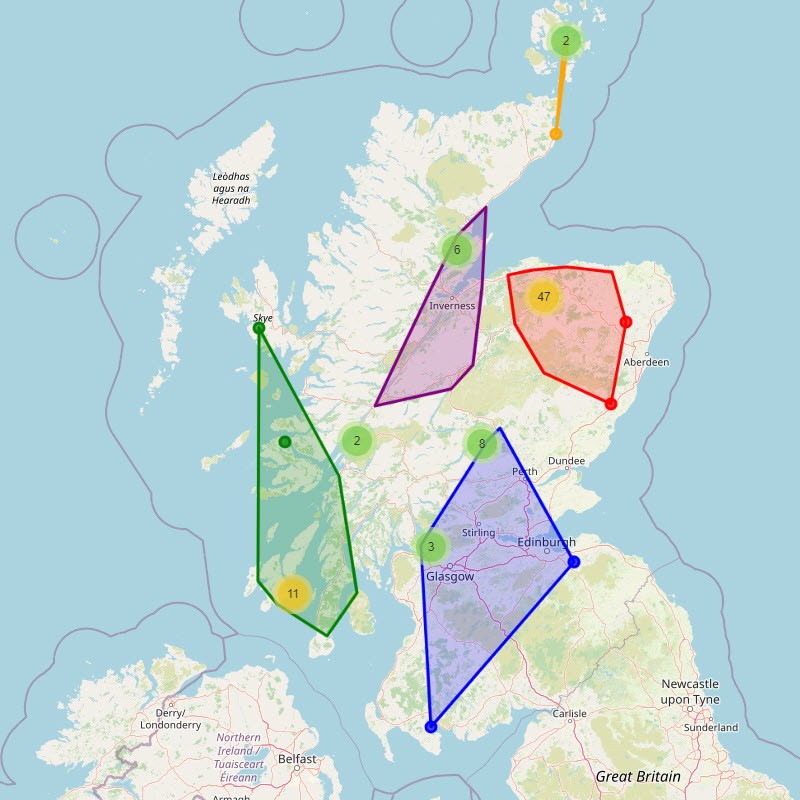 2
Leòdhas
agus na
Hearadh
6
47
Inverness
Skye
Aberdeen
2
8
Dundee
Perth
Stirling
Edinburgh
3
Glasgow
11
Newcastle
upon Tyne
Derry/
Londonderry
Carlisle
Sunderland
Northern
Ireland /
Tuaisceart
Éireann
Belfast
Great Britain
Armagh